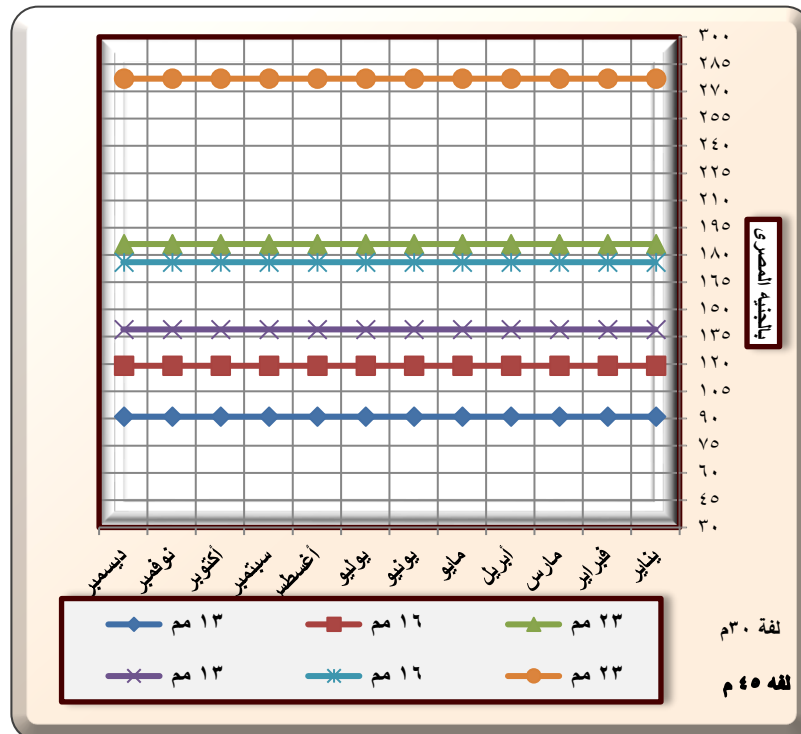 ٣٠٠
٢٨٥
٢٧٠
٢٥٥
٢٤٠
٢٢٥
٢١٠
١٩٥
١٨٠
١٦٥
١٥٠
١٣٥
١٢٠
١٠٥
٩٠
٧٥
٦٠
٤٥
٣٠
بالجنيه المصرى
يناير
فبراير
مارس
أبريل
مايو
يونيو
يوليو
أغسطس
سبتمبر
أكتوبر
نوفمبر
ديسمبر
لفة ٣٠م
٢٣ مم
١٦ مم
١٣ مم
لفه ٤٥ م
٢٣ مم
١٦ مم
١٣ مم